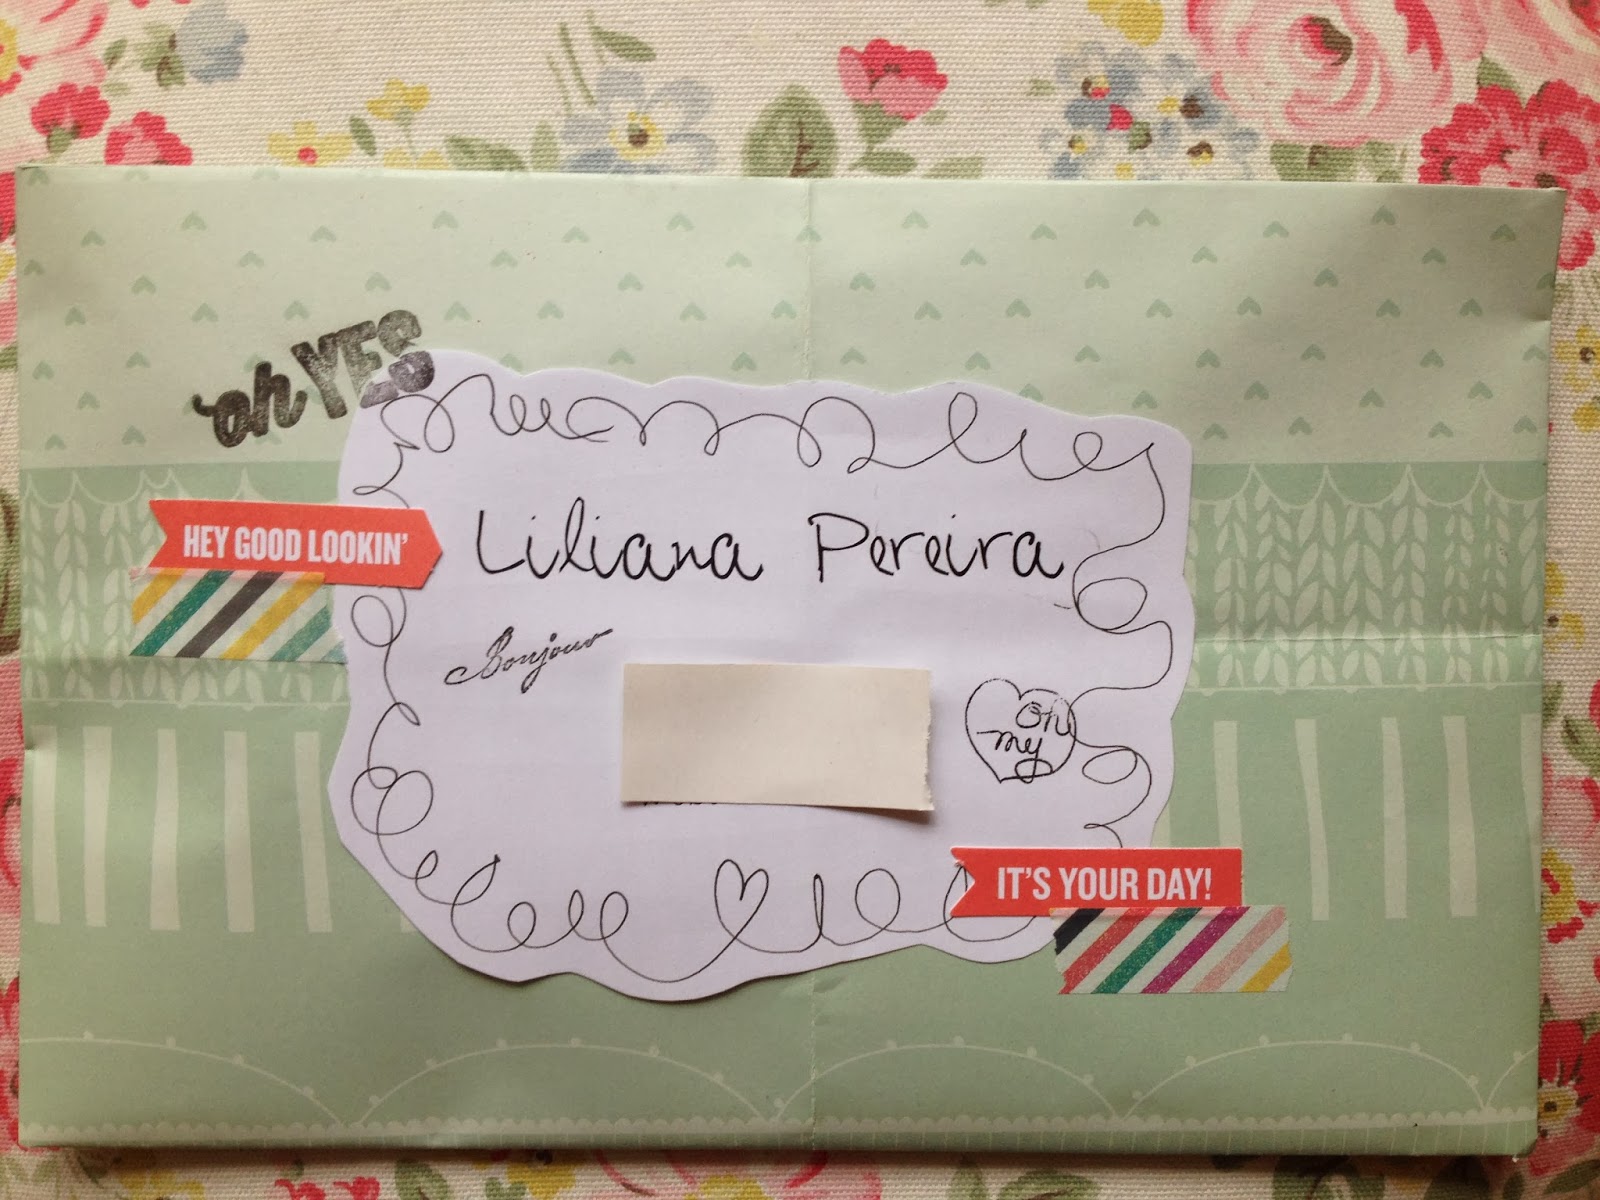 oh YES
HEY GOOD LOOKIN'
Liliana Pereira
Bonjour
oh
my
IT'S YOUR DAY!